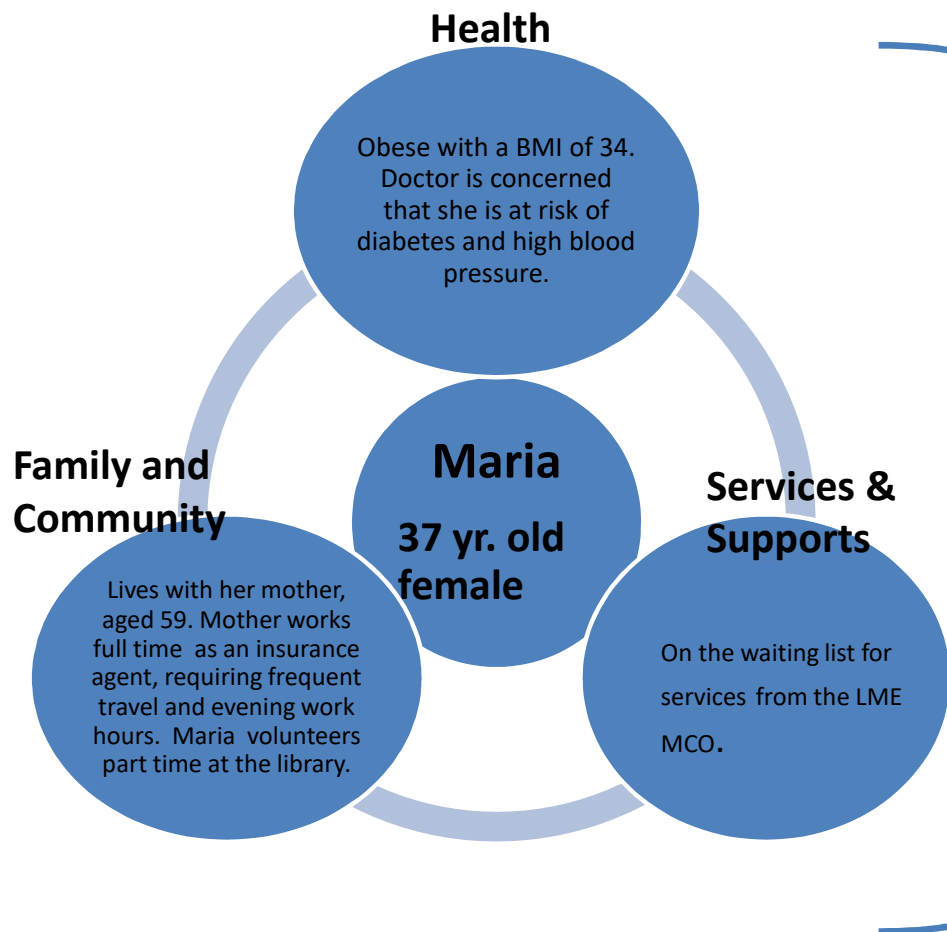 Health
Obese with a BMI of 34.
Doctor is concerned
that she is at risk of
diabetes and high blood
pressure.
Maria
37 yr. old
female
Family and
Community
Lives with her mother,
aged 59. Mother works
full time as an insurance
agent, requiring frequent
travel and evening work
hours. Maria volunteers
part time at the library.
Services &
Supports
On the waiting list for
services from the LME
MCO.